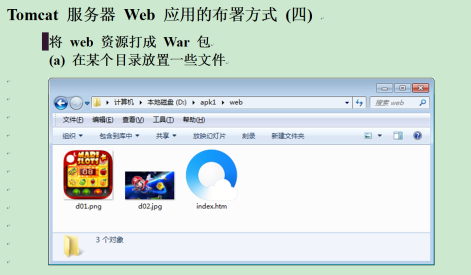 Tomcat 服务器 Web 应用的布署方式 (四)
将 web 资源打成 War 包
(a) 在某个目录放置一些文件
计算机 ▸ 本地磁盘 (D:) ▸ apk1 ▸ web
搜索 web
文件(F) 编辑(E) 查看(V) 工具(T) 帮助(H)
组织 包含到库中 共享 放映幻灯片 刻录 新建文件夹
d01.png d02.jpg index.htm
3 个对象